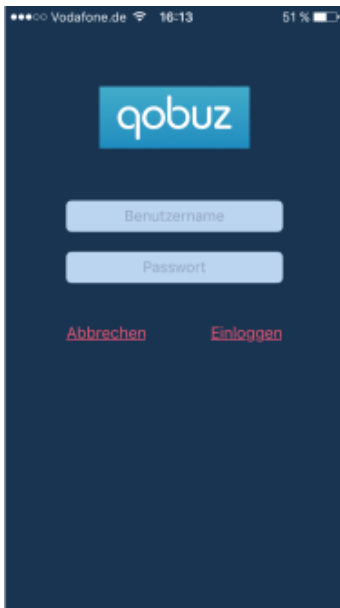 Vodafone.de 16:13 51 %
qobuz
Benutzername
Passwort
Abbrechen Einloggen